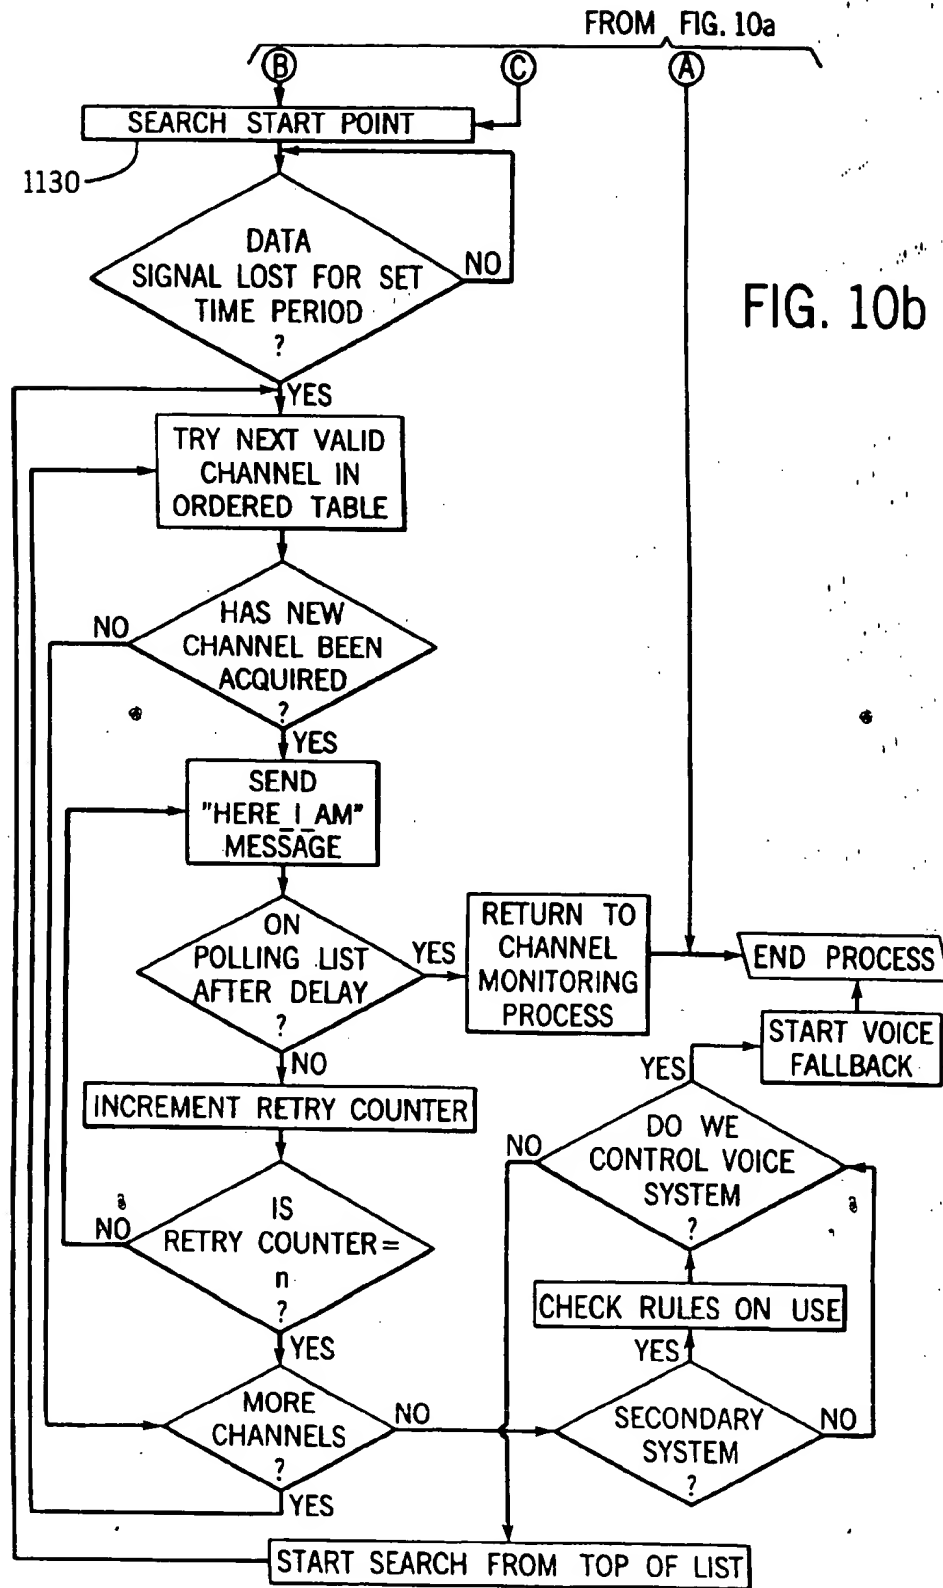 FROM FIG. 10a
B
C
A
SEARCH START POINT
1130
DATA
SIGNAL LOST FOR SET
TIME PERIOD
?
NO
FIG. 10b
YES
TRY NEXT VALID
CHANNEL IN
ORDERED TABLE
HAS NEW
CHANNEL BEEN
ACQUIRED
?
NO
YES
SEND
"HERE_I_AM"
MESSAGE
ON
POLLING LIST
AFTER DELAY
?
YES
RETURN TO
CHANNEL
MONITORING
PROCESS
END PROCESS
START VOICE
FALLBACK
NO
INCREMENT RETRY COUNTER
YES
DO WE
CONTROL VOICE
SYSTEM
?
NO
IS
RETRY COUNTER=
n
?
NO
CHECK RULES ON USE
YES
YES
MORE
CHANNELS
?
NO
SECONDARY
SYSTEM
?
NO
YES
START SEARCH FROM TOP OF LIST